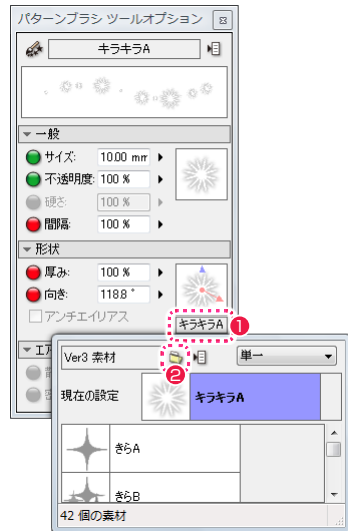 パターンブラシ ツールオプション
キラキラA
一般
サイズ: 10.00 mm
不透明度: 100 %
硬さ: 100 %
間隔: 100 %
形状
厚み: 100 %
向き: 118.8 °
アンチエイリアス
キラキラA 1
Ver3 素材 単一
2
現在の設定 キラキラA
きらA
きらB
42 個の素材